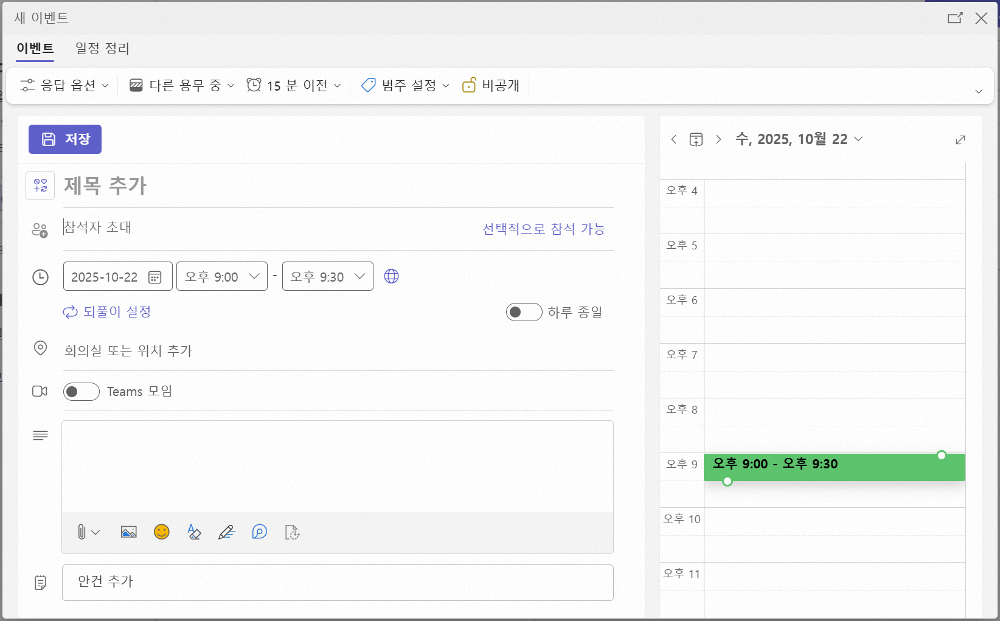 새 이벤트
이벤트 일정 정리
응답 옵션 다른 용무 중 15 분 이전 범주 설정 비공개
저장
제목 추가
참석자 초대 선택적으로 참석 가능
2025-10-22 오후 9:00 - 오후 9:30
되풀이 설정 하루 종일
회의실 또는 위치 추가
Teams 모임
안건 추가
수, 2025, 10월 22
오후 4
오후 5
오후 6
오후 7
오후 8
오후 9 오후 9:00 - 오후 9:30
오후 10
오후 11